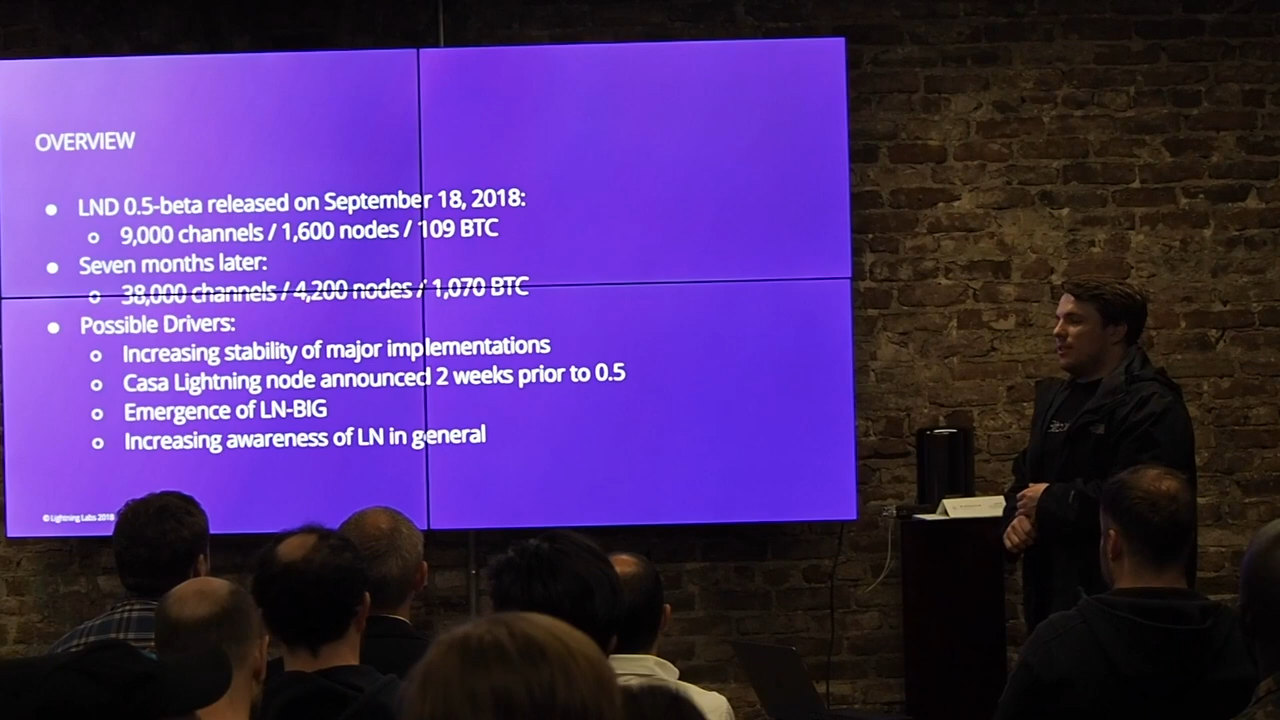 OVERVIEW
● LND 0.5-beta released on September 18, 2018:
○ 9,000 channels / 1,600 nodes / 109 BTC
● Seven months later:
○ 38,000 channels / 4,200 nodes / 1,070 BTC
● Possible Drivers:
○ Increasing stability of major implementations
○ Casa Lightning node announced 2 weeks prior to 0.5
○ Emergence of LN-BIG
○ Increasing awareness of LN in general
© Lightning Labs 2018